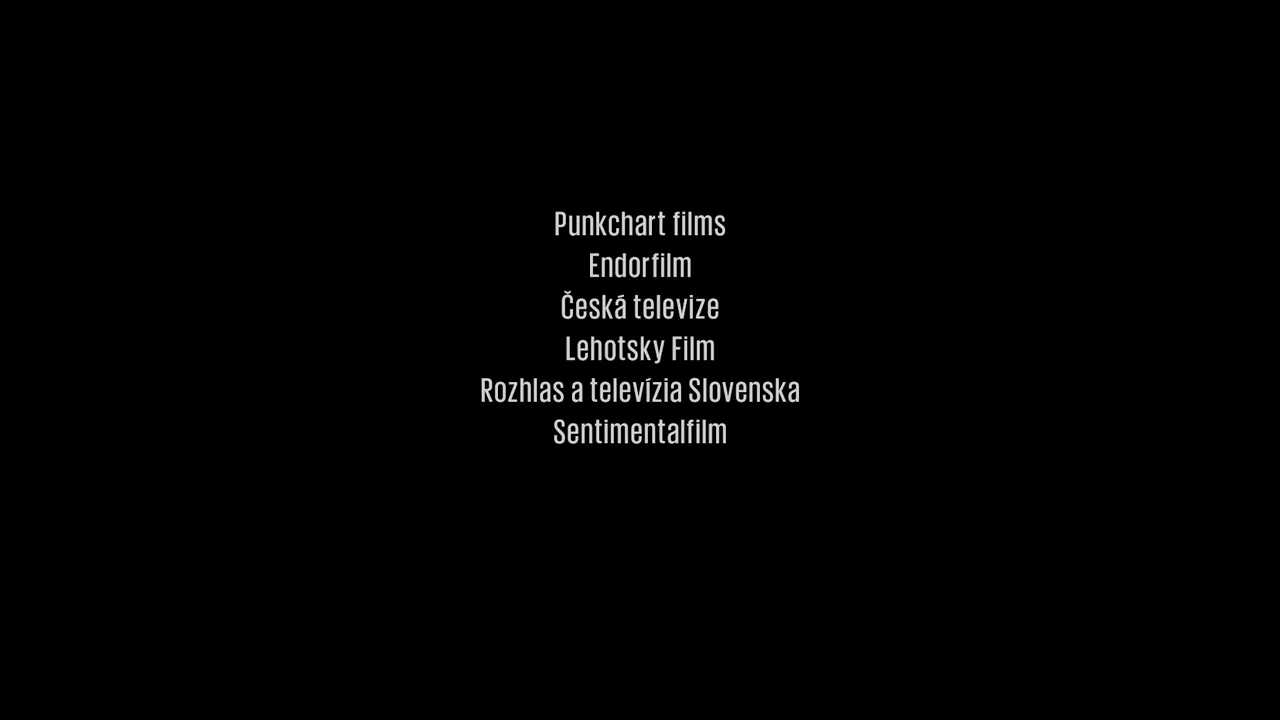 Punkchart films
Endorfilm
Česká televize
Lehotsky Film
Rozhlas a televízia Slovenska
Sentimentalfilm